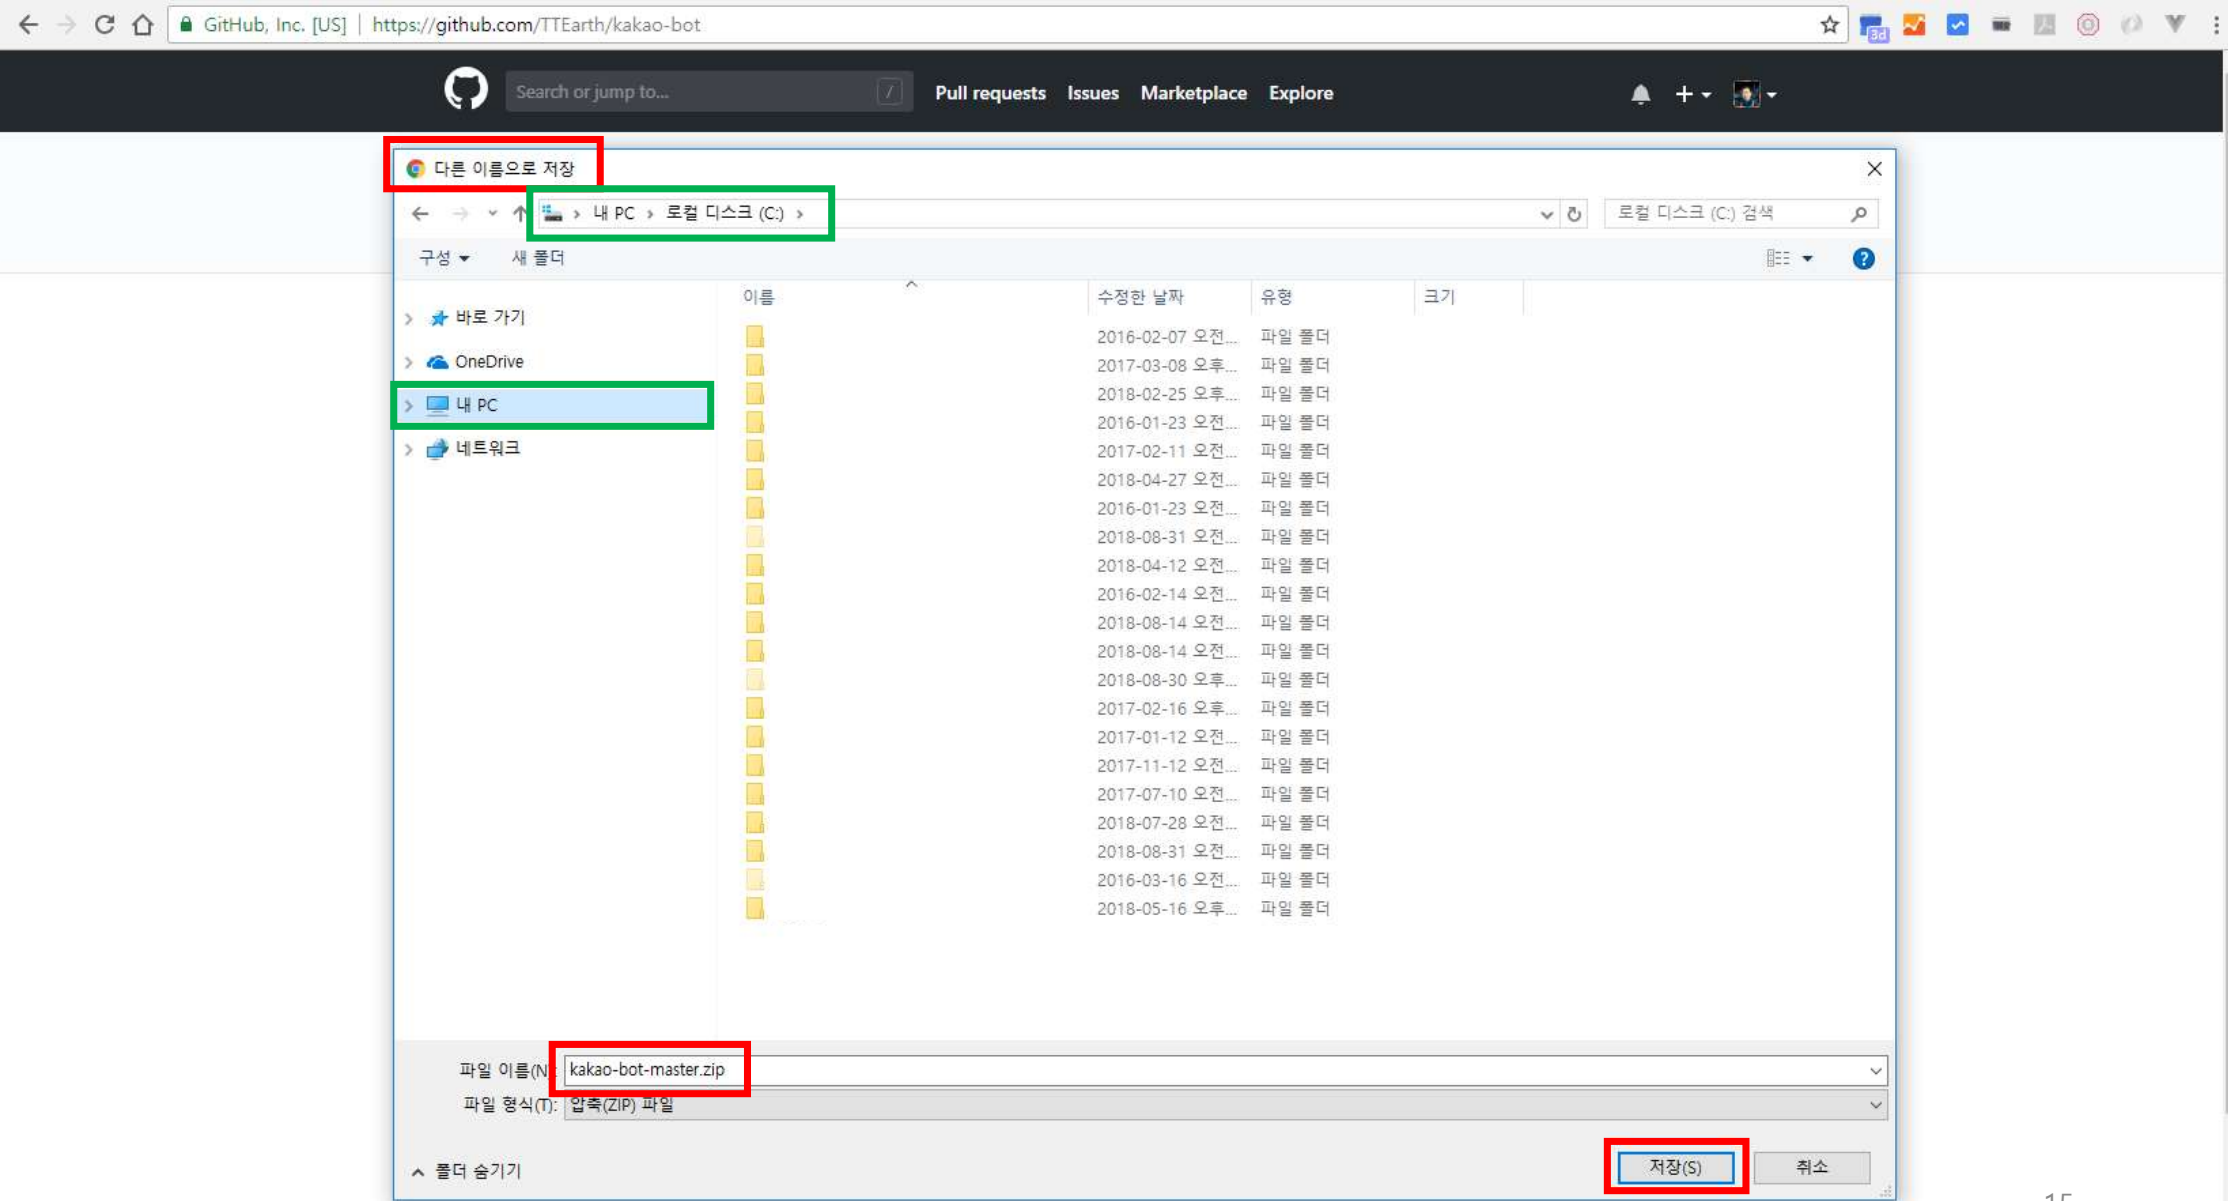 GitHub, Inc. [US] | https://github.com/TTEarth/kakao-bot
3d
Search or jump to...
/
Pull requests Issues Marketplace Explore
다른 이름으로 저장
내 PC › 로컬 디스크 (C:) ›
로컬 디스크 (C:) 검색
구성 새 폴더
이름 수정한 날짜 유형 크기
바로 가기
OneDrive
내 PC
네트워크
2016-02-07 오전... 파일 폴더
2017-03-08 오후... 파일 폴더
2018-02-25 오후... 파일 폴더
2016-01-23 오전... 파일 폴더
2017-02-11 오전... 파일 폴더
2018-04-27 오전... 파일 폴더
2016-01-23 오전... 파일 폴더
2018-08-31 오전... 파일 폴더
2018-04-12 오전... 파일 폴더
2016-02-14 오전... 파일 폴더
2018-08-14 오전... 파일 폴더
2018-08-14 오전... 파일 폴더
2018-08-30 오후... 파일 폴더
2017-02-16 오후... 파일 폴더
2017-01-12 오전... 파일 폴더
2017-11-12 오전... 파일 폴더
2017-07-10 오전... 파일 폴더
2018-07-28 오전... 파일 폴더
2018-08-31 오전... 파일 폴더
2016-03-16 오전... 파일 폴더
2018-05-16 오후... 파일 폴더
파일 이름(N): kakao-bot-master.zip
파일 형식(T): 압축(ZIP) 파일
폴더 숨기기
저장(S) 취소
15